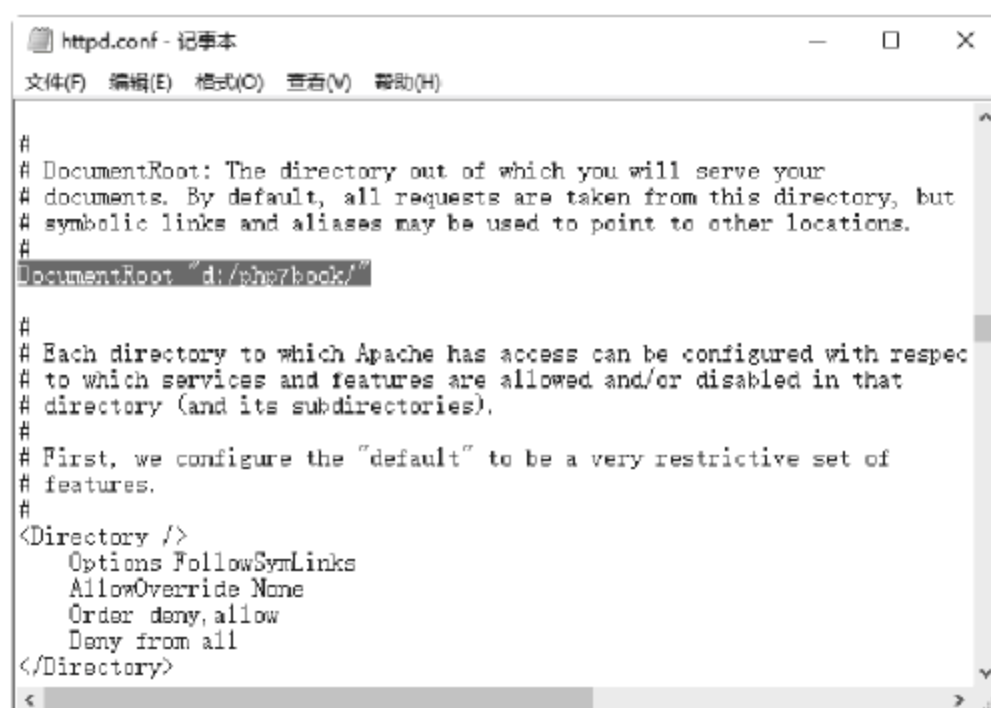 httpd.conf - 记事本
文件(F) 编辑(E) 格式(O) 查看(V) 帮助(H)
#
# DocumentRoot: The directory out of which you will serve your
# documents. By default, all requests are taken from this directory, but
# symbolic links and aliases may be used to point to other locations.
#
DocumentRoot "d:/php7book/"
#
# Each directory to which Apache has access can be configured with respec
# to which services and features are allowed and/or disabled in that
# directory (and its subdirectories).
#
# First, we configure the "default" to be a very restrictive set of
# features.
#
<Directory />
    Options FollowSymLinks
    AllowOverride None
    Order deny,allow
    Deny from all
</Directory>